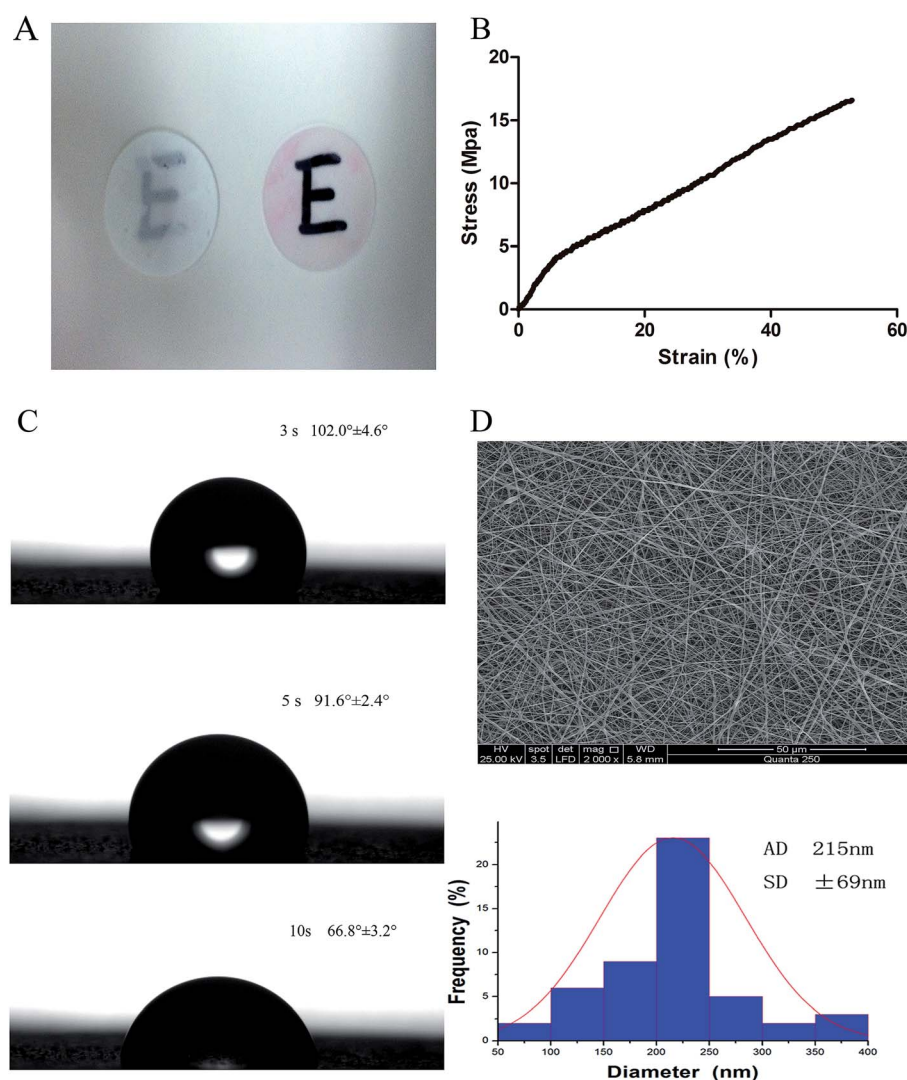 A
E E
B
20
15
10
5
0
0 20 40 60
Stress (Mpa)
Strain (%)
C
3 s 102.0°±4.6°
5 s 91.6°±2.4°
10s 66.8°±3.2°
D
HV spot det mag WD 50 µm
25.00 kV 3.5 LFD 2 000 x 5.8 mm Quanta 250
AD 215nm
SD ±69nm
20
15
10
5
0
50 100 150 200 250 300 350 400
Frequency (%)
Diameter (nm)